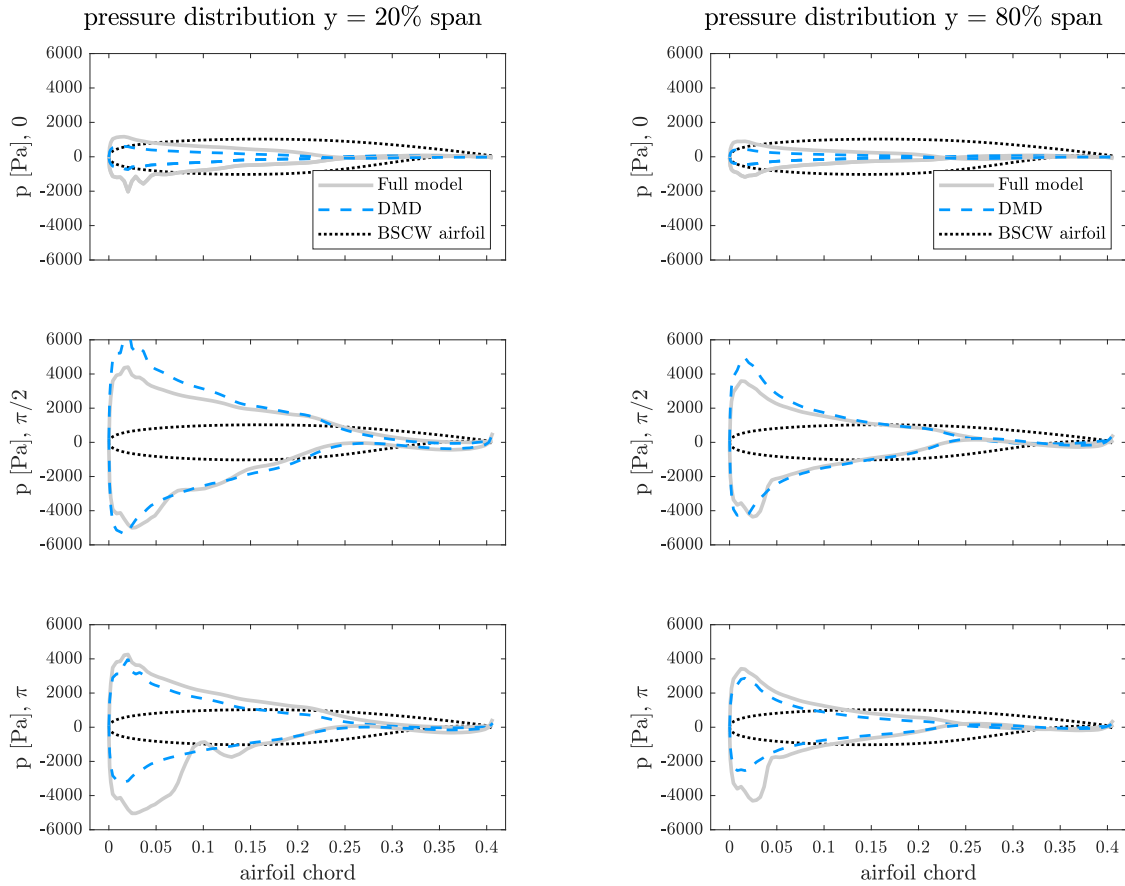 pressure distribution y = 20% span
pressure distribution y = 80% span
6000
4000
2000
0
-2000
-4000
-6000
p [Pa], 0
Full model
DMD
BSCW airfoil
6000
4000
2000
0
-2000
-4000
-6000
p [Pa], 0
Full model
DMD
BSCW airfoil
6000
4000
2000
0
-2000
-4000
-6000
p [Pa], π/2
6000
4000
2000
0
-2000
-4000
-6000
p [Pa], π/2
6000
4000
2000
0
-2000
-4000
-6000
p [Pa], π
0 0.05 0.1 0.15 0.2 0.25 0.3 0.35 0.4
airfoil chord
6000
4000
2000
0
-2000
-4000
-6000
p [Pa], π
0 0.05 0.1 0.15 0.2 0.25 0.3 0.35 0.4
airfoil chord